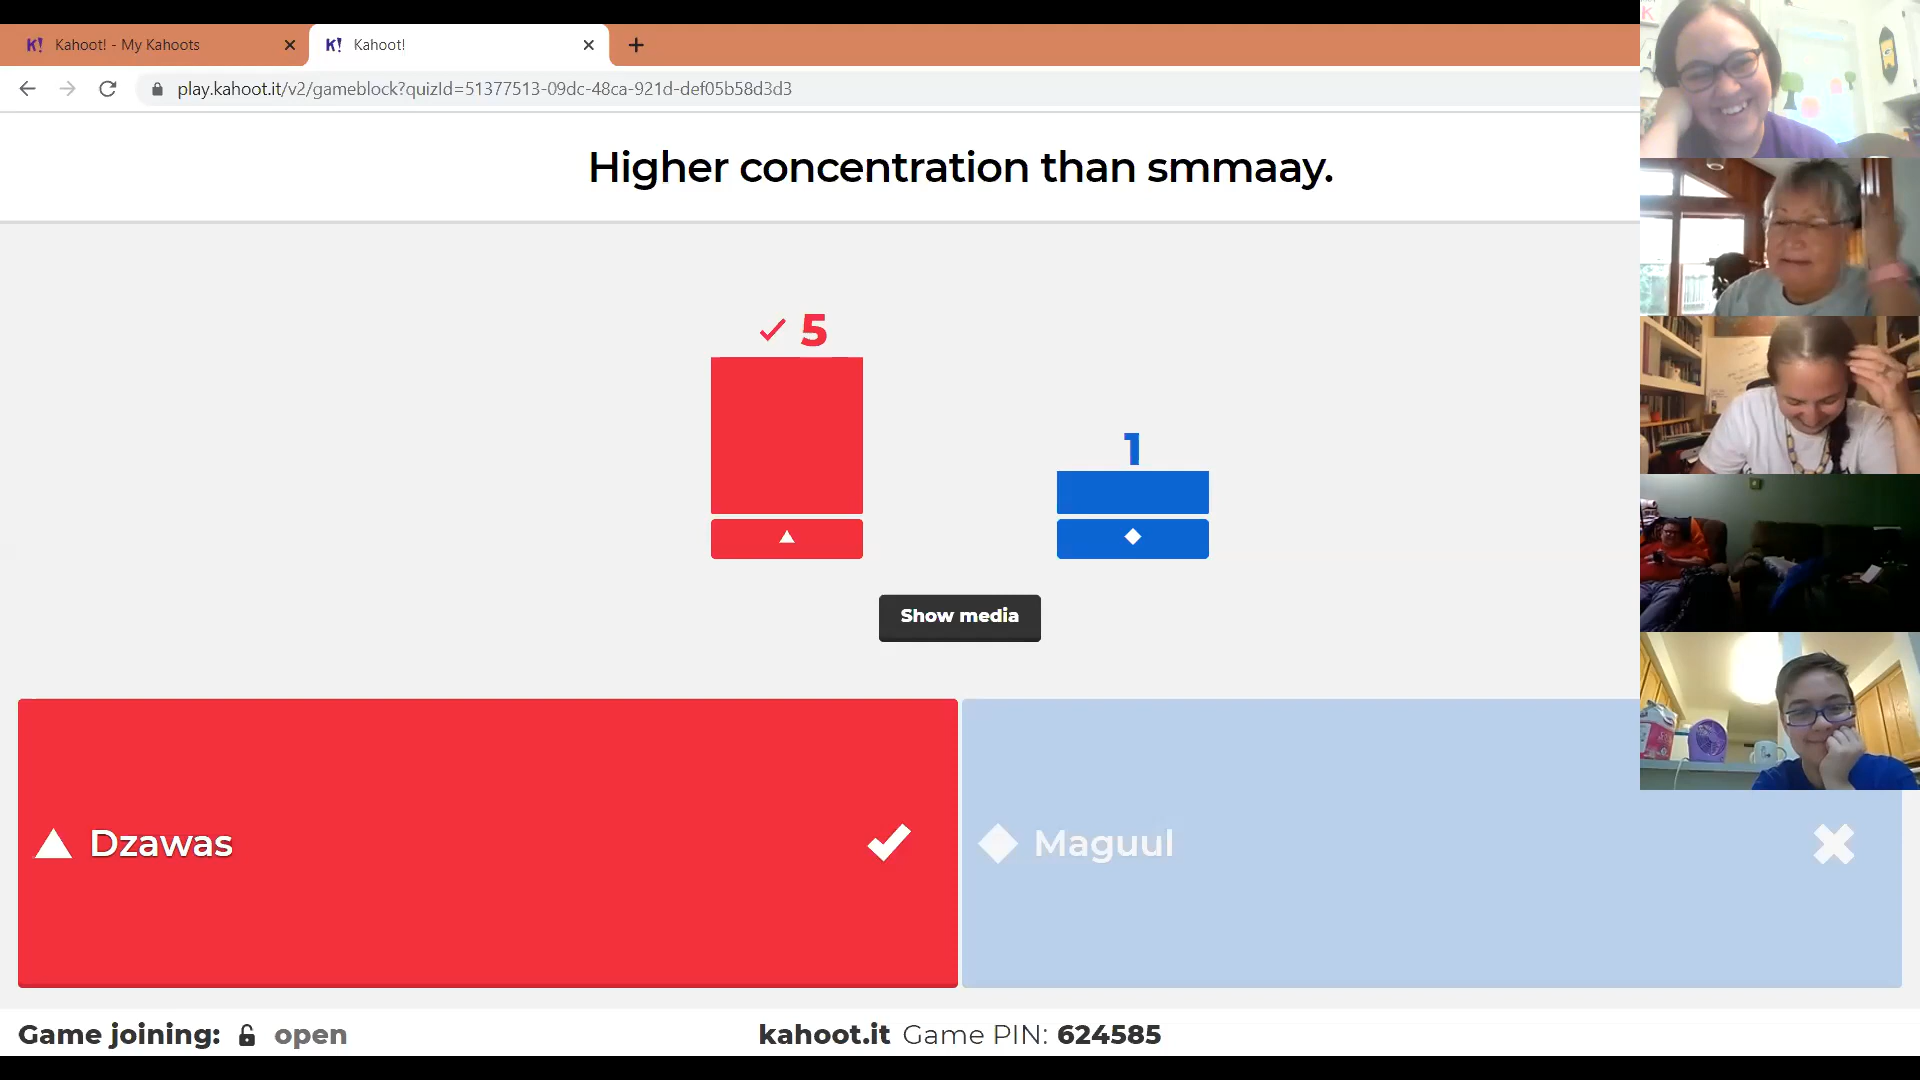 K! Kahoot! - My Kahoots
K! Kahoot!
play.kahoot.it/v2/gameblock?quizId=51377513-09dc-48ca-921d-def05b58d3d3
Higher concentration than smmaay.
5
1
Show media
Dzawas
Maguul
Game joining: open
kahoot.it Game PIN: 624585